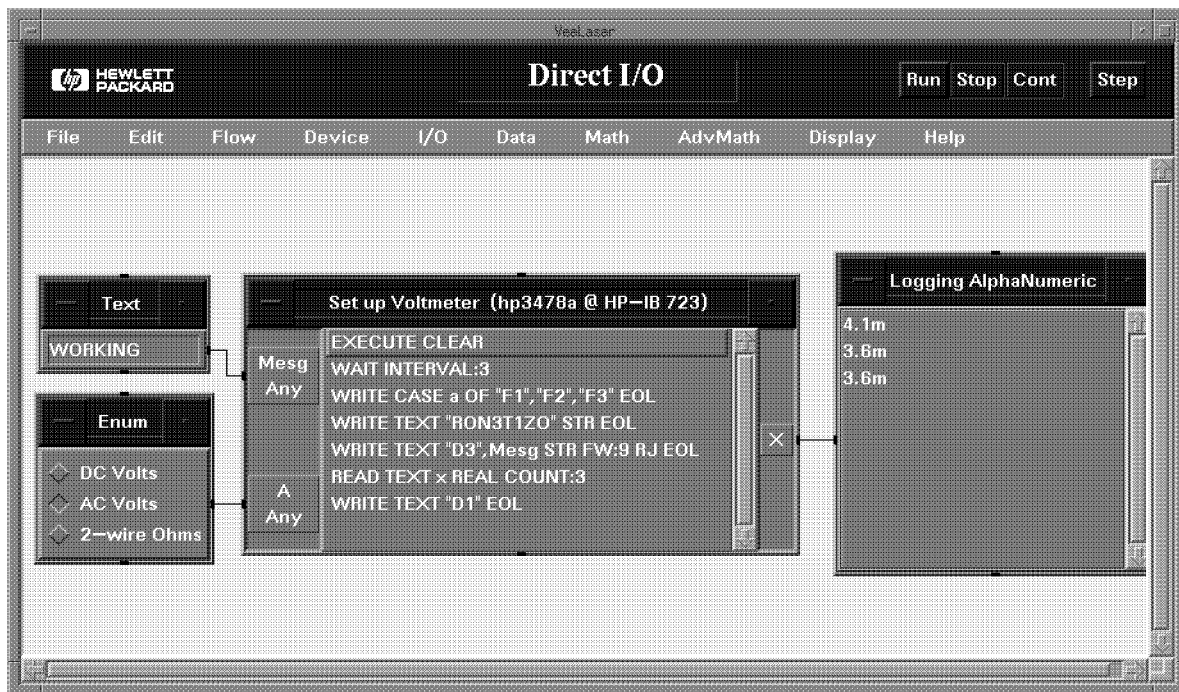 VeeLaser
hp HEWLETT
PACKARD
Direct I/O
Run Stop Cont Step
File Edit Flow Device I/O Data Math AdvMath Display Help
Text
WORKING
Enum
DC Volts
AC Volts
2-wire Ohms
Set up Voltmeter (hp3478a @ HP-IB 723)
Mesg
Any
A
Any
EXECUTE CLEAR
WAIT INTERVAL:3
WRITE CASE a OF "F1","F2","F3" EOL
WRITE TEXT "RON3T1ZO" STR EOL
WRITE TEXT "D3",Mesg STR FW:9 RJ EOL
READ TEXT x REAL COUNT:3
WRITE TEXT "D1" EOL
X
Logging AlphaNumeric
4.1m
3.6m
3.6m